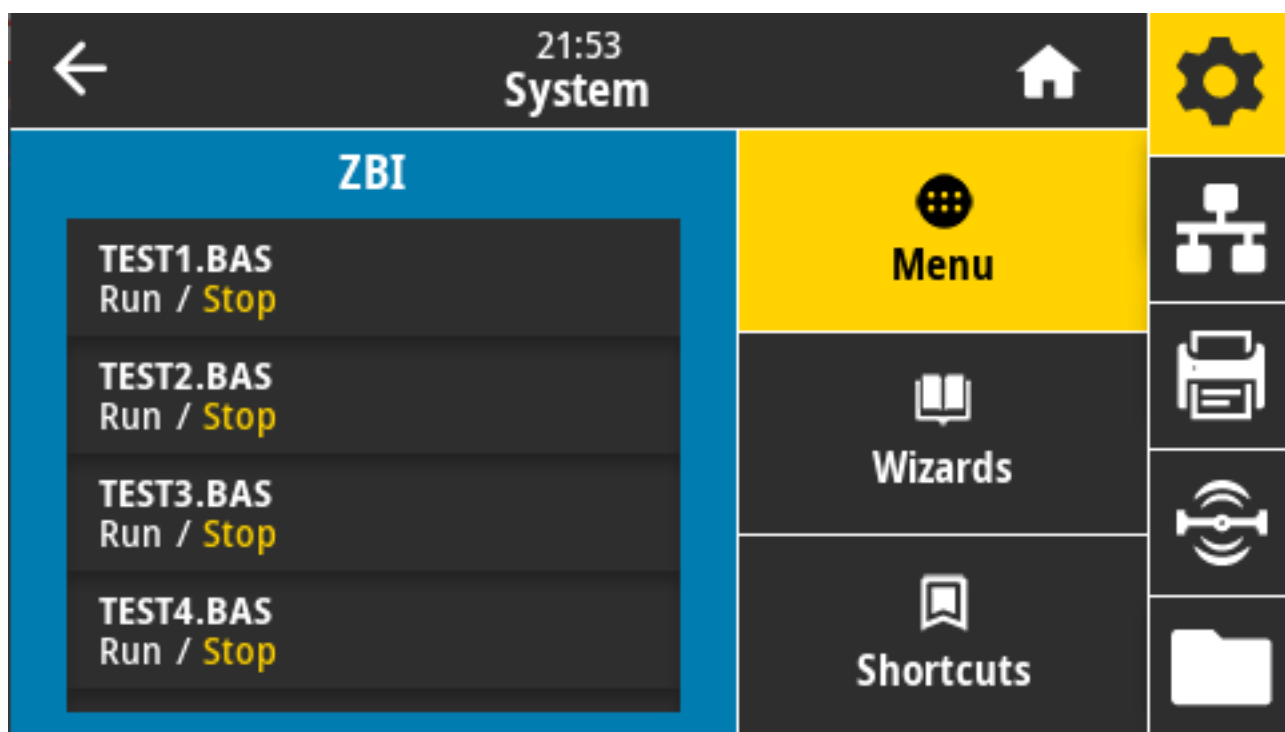 21:53
System
ZBI
TEST1.BAS
Run / Stop
TEST2.BAS
Run / Stop
TEST3.BAS
Run / Stop
TEST4.BAS
Run / Stop
Menu
Wizards
Shortcuts